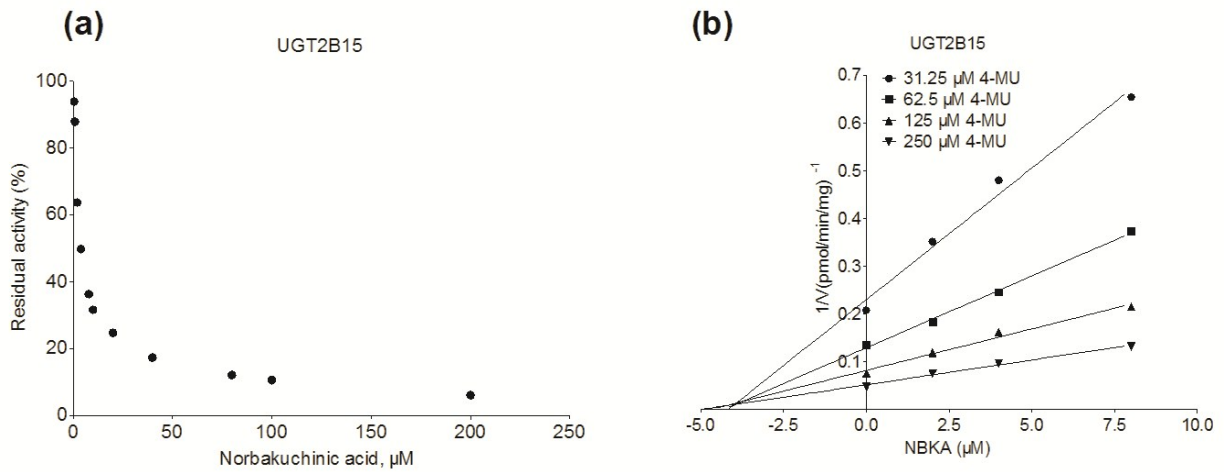 (a)
UGT2B15
100
80
60
40
20
0
0 50 100 150 200 250
Residual activity (%)
Norbakuchinic acid, µM
(b)
UGT2B15
31.25 µM 4-MU
62.5 µM 4-MU
125 µM 4-MU
250 µM 4-MU
0.7
0.6
0.5
0.4
0.3
0.2
0.1
1/V(pmol/min/mg) -1
-5.0 -2.5 0.0 2.5 5.0 7.5 10.0
NBKA (µM)